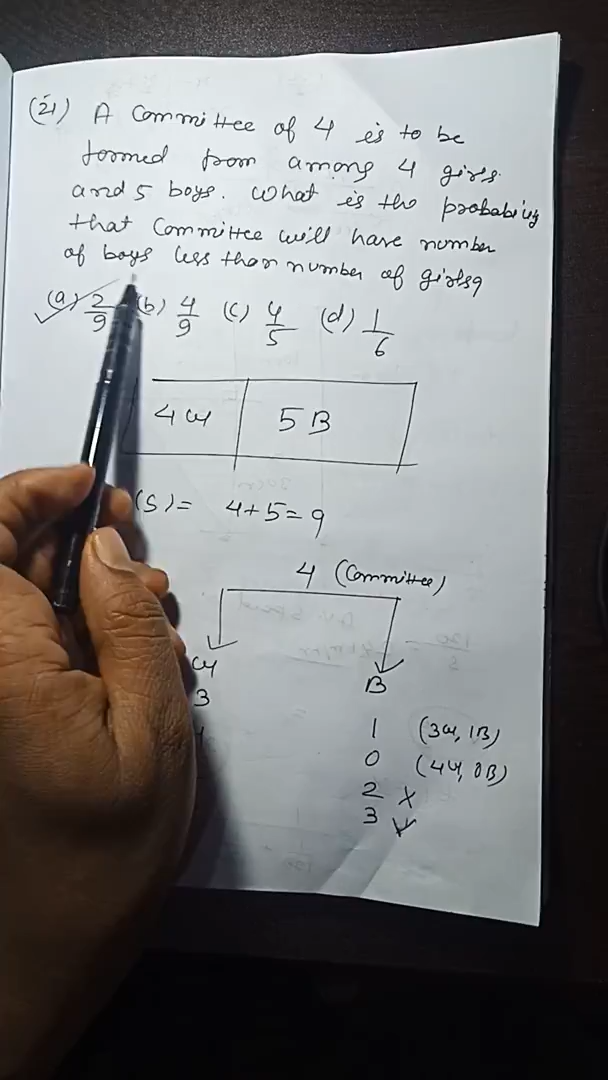 (21) A Committee of 4 is to be
formed from among 4 girls
and 5 boys. What is the probability
that Committee will have number
of boys less than number of girls?
(a) 2/9 (b) 4/9 (c) 4/5 (d) 1/6
4G 5B
(S) = 4+5=9
4 (Committee)
G B
3 1 (3G, 1B)
0 (4G, 0B)
2 ×
3